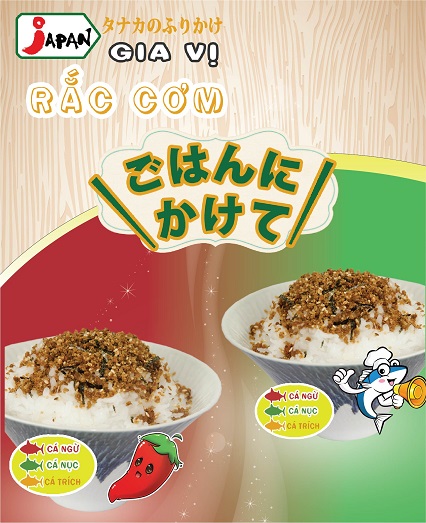 JAPAN
タナカのふりかけ
GIA VỊ
RẮC CƠM
ごはんに
かけて
CÁ NGỪ
CÁ NỤC
CÁ TRÍCH
CÁ NGỪ
CÁ NỤC
CÁ TRÍCH